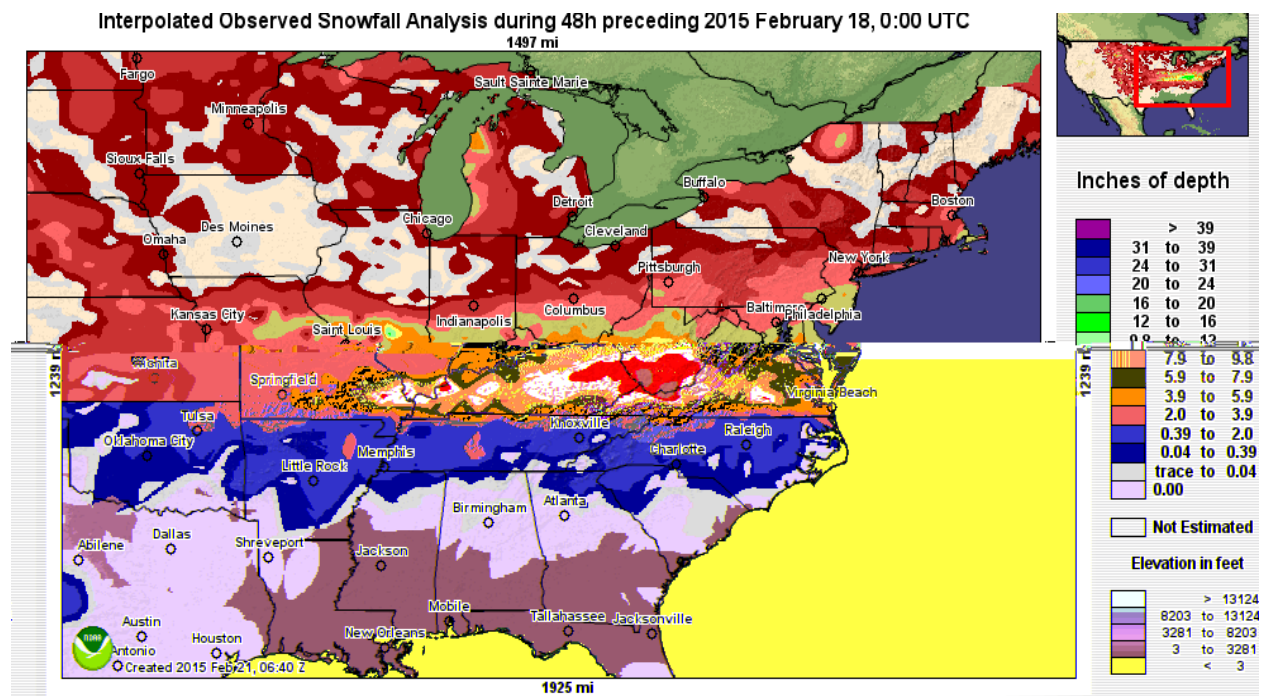 Interpolated Observed Snowfall Analysis during 48h preceding 2015 February 18, 0:00 UTC
1497 mi
Fargo
Sault Sainte Marie
Minneapolis
Sioux Falls
Buffalo
Boston
Detroit
Chicago
Cleveland
Des Moines
Omaha
New York
Pittsburgh
Baltimore
Philadelphia
Columbus
Kansas City
Indianapolis
Saint Louis
Inches of depth
> 39
31 to 39
24 to 31
20 to 24
16 to 20
12 to 16
7.9 to 9.8
5.9 to 7.9
3.9 to 5.9
2.0 to 3.9
0.39 to 2.0
0.04 to 0.39
trace to 0.04
0.00
Not Estimated
Elevation in feet
> 13124
8203 to 13124
3281 to 8203
3 to 3281
< 3
1239
1239
Springfield
Virginia Beach
Tulsa
Knoxville
Raleigh
Oklahoma City
Memphis
Charlotte
Little Rock
Birmingham
Atlanta
Dallas
Abilene
Shreveport
Jackson
Mobile
Tallahassee
Jacksonville
Austin
Houston
New Orleans
Antonio
Created 2015 Feb 21, 06:40 Z
1925 mi